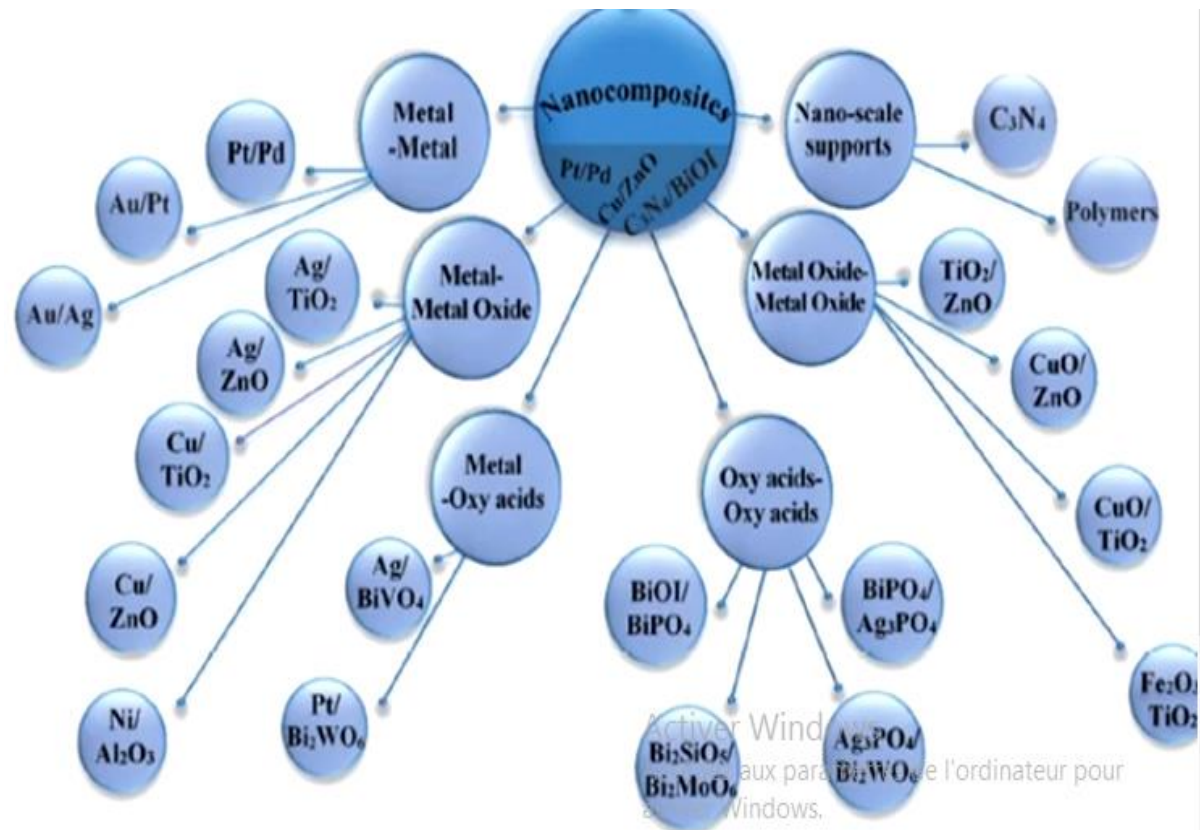 Nanocomposites
Pt/Pd
Cu/ZnO
C₃N₄/BiOI
Metal
-Metal
Pt/Pd
Au/Pt
Au/Ag
Metal-
Metal Oxide
Ag/
TiO₂
Ag/
ZnO
Cu/
TiO₂
Cu/
ZnO
Ni/
Al₂O₃
Metal
-Oxy acids
Ag/
BiVO₄
Pt/
Bi₂WO₆
Oxy acids-
Oxy acids
BiOI/
BiPO₄
Bi₂SiO₅/
Bi₂MoO₆
Ag₃PO₄/
Bi₂WO₆
BiPO₄/
Ag₃PO₄
Metal Oxide-
Metal Oxide
TiO₂/
ZnO
CuO/
ZnO
CuO/
TiO₂
Fe₂O
TiO₂
Nano-scale
supports
C₃N₄
Polymers
Activer Windows
aux l'ordinateur pour
Windows.